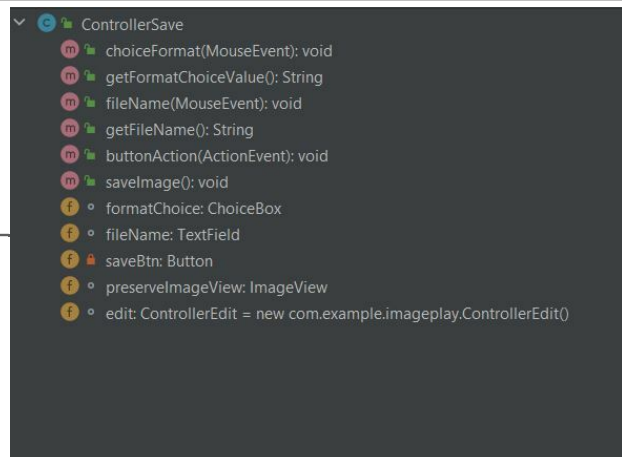 C ControllerSave
m choiceFormat(MouseEvent): void
m getFormatChoiceValue(): String
m fileName(MouseEvent): void
m getFileName(): String
m buttonAction(ActionEvent): void
m saveImage(): void
f formatChoice: ChoiceBox
f fileName: TextField
f saveBtn: Button
f preserveImageView: ImageView
f edit: ControllerEdit = new com.example.imageplay.ControllerEdit()